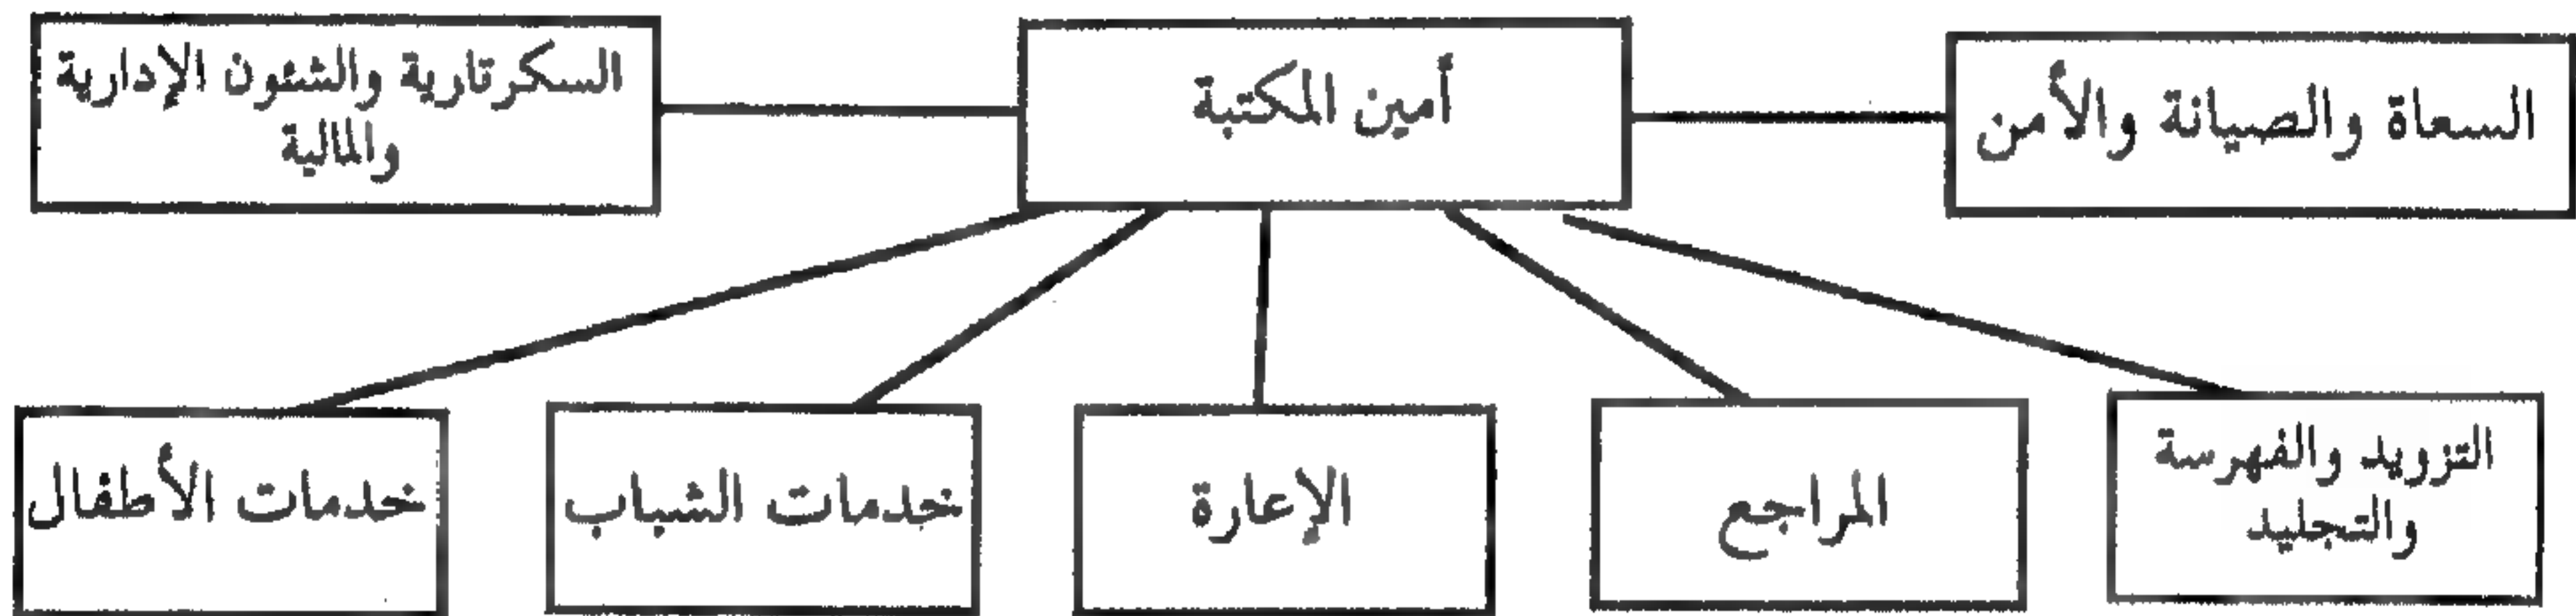 السعاة والصيانة والأمن
أمين المكتبة
السكرتارية والشئون الإدارية
والمالية
التزويد والفهرسة
والتجليد
المراجع
الإعارة
خدمات الشباب
خدمات الأطفال